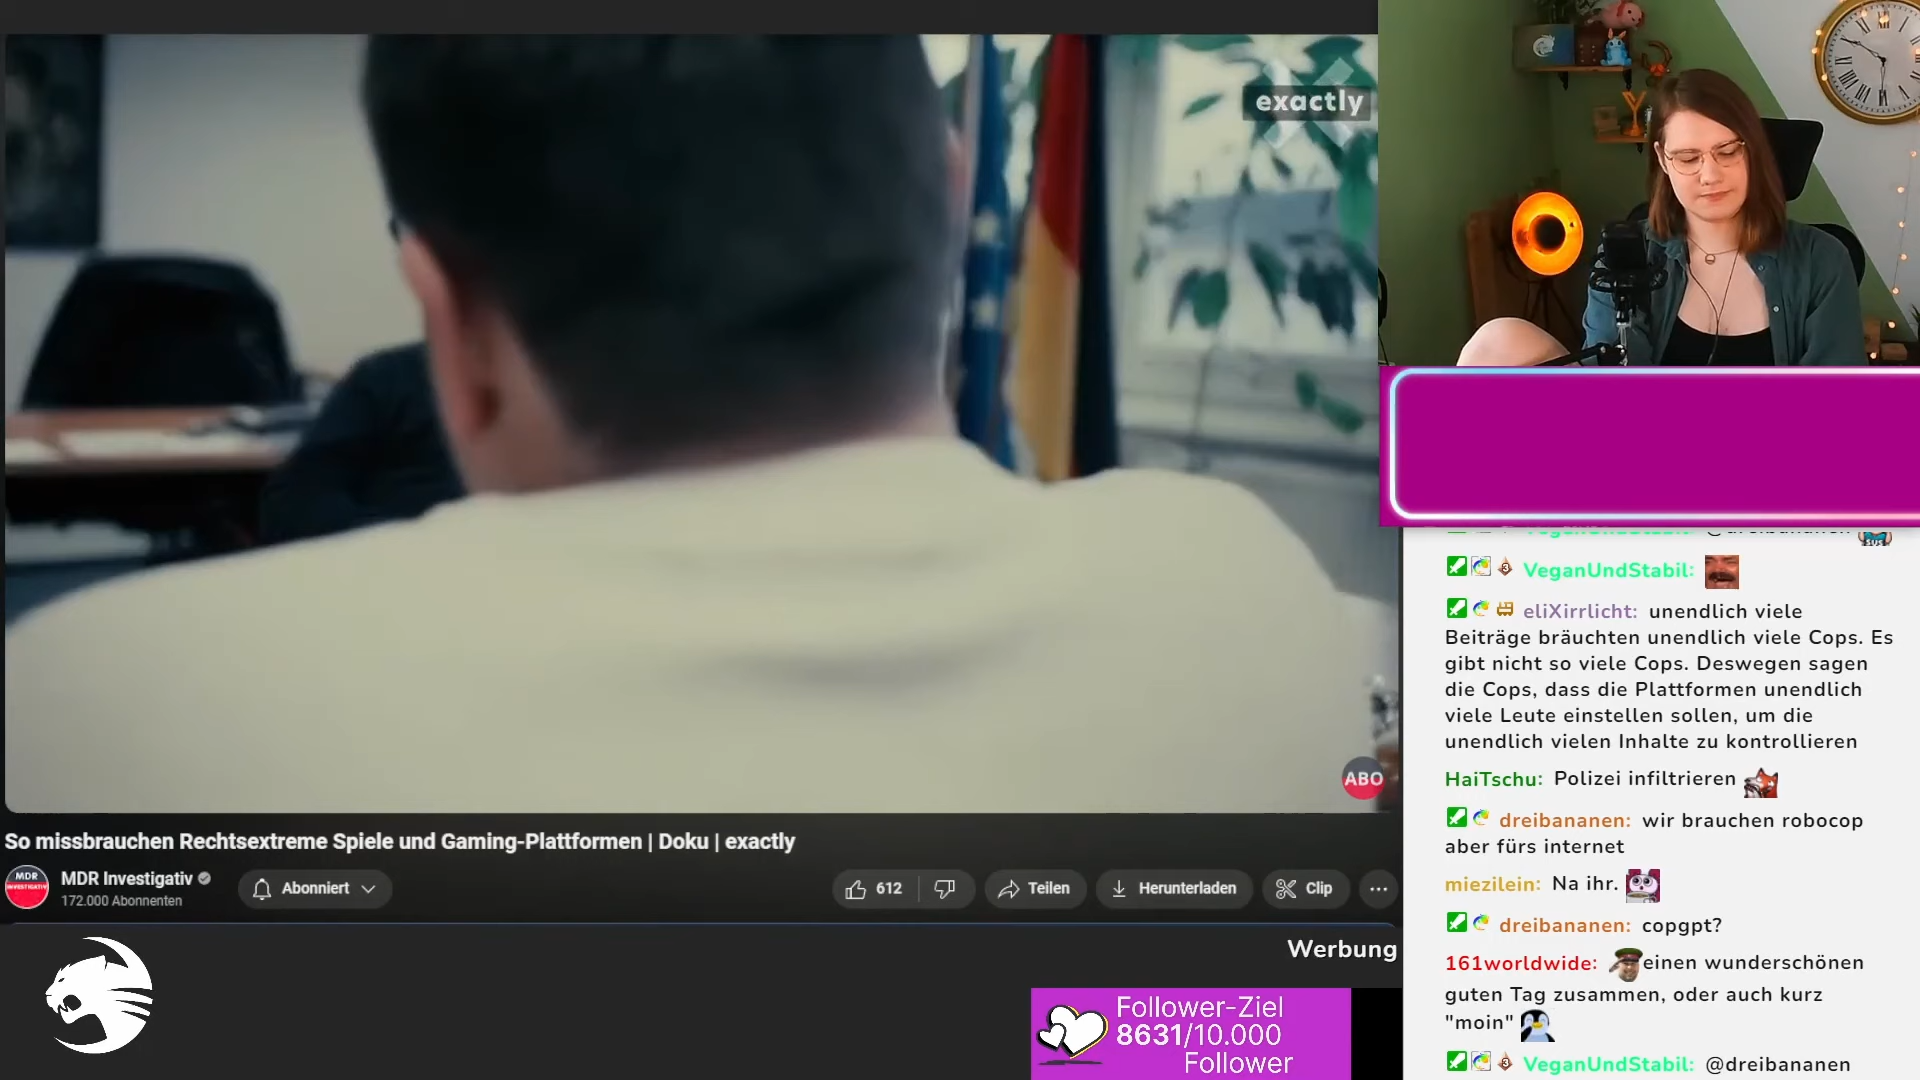 exactly
ABO
So missbrauchen Rechtsextreme Spiele und Gaming-Plattformen | Doku | exactly
MDR
INVESTIGATIV
MDR Investigativ
172.000 Abonnenten
Abonniert
612
Teilen
Herunterladen
Clip
Werbung
Follower-Ziel
8631/10.000
Follower
SUS
VeganUndStabil:
eliXirrlicht: unendlich viele
Beiträge bräuchten unendlich viele Cops. Es
gibt nicht so viele Cops. Deswegen sagen
die Cops, dass die Plattformen unendlich
viele Leute einstellen sollen, um die
unendlich vielen Inhalte zu kontrollieren
HaiTschu: Polizei infiltrieren
dreibananen: wir brauchen robocop
aber fürs internet
miezilein: Na ihr.
dreibananen: copgpt?
161worldwide: einen wunderschönen
guten Tag zusammen, oder auch kurz
"moin"
VeganUndStabil: @dreibananen